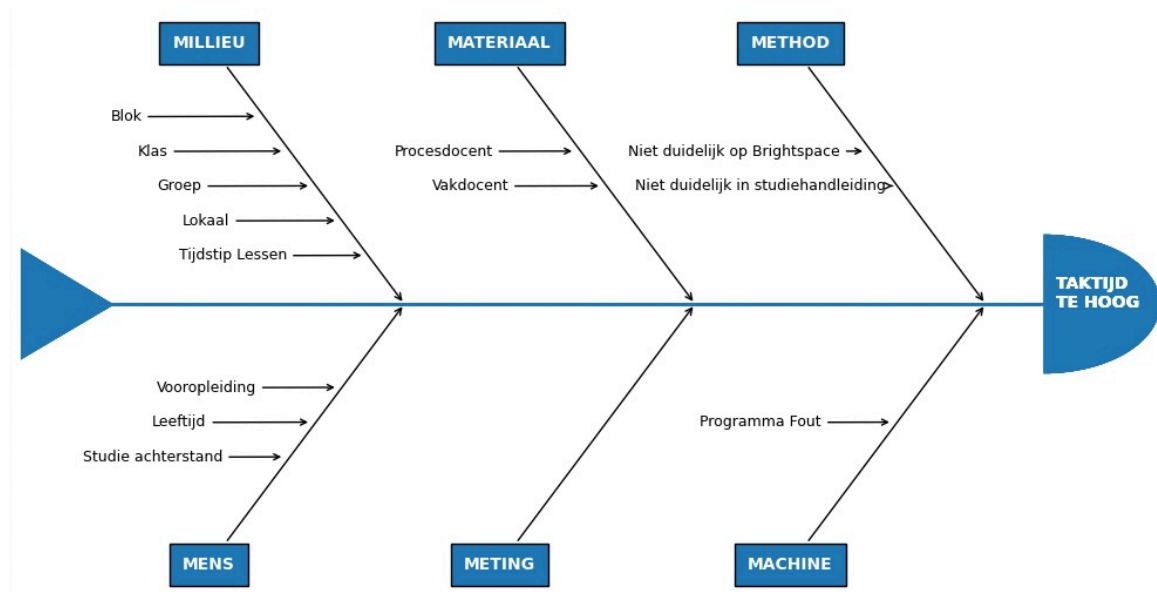 MILLIEU
MATERIAAL
METHOD
Blok
Klas
Groep
Lokaal
Tijdstip Lessen
Procesdocent
Vakdocent
Niet duidelijk op Brightspace
Niet duidelijk in studiehandleiding
TAKTIJD
TE HOOG
Vooropleiding
Leeftijd
Studie achterstand
Programma Fout
MENS
METING
MACHINE